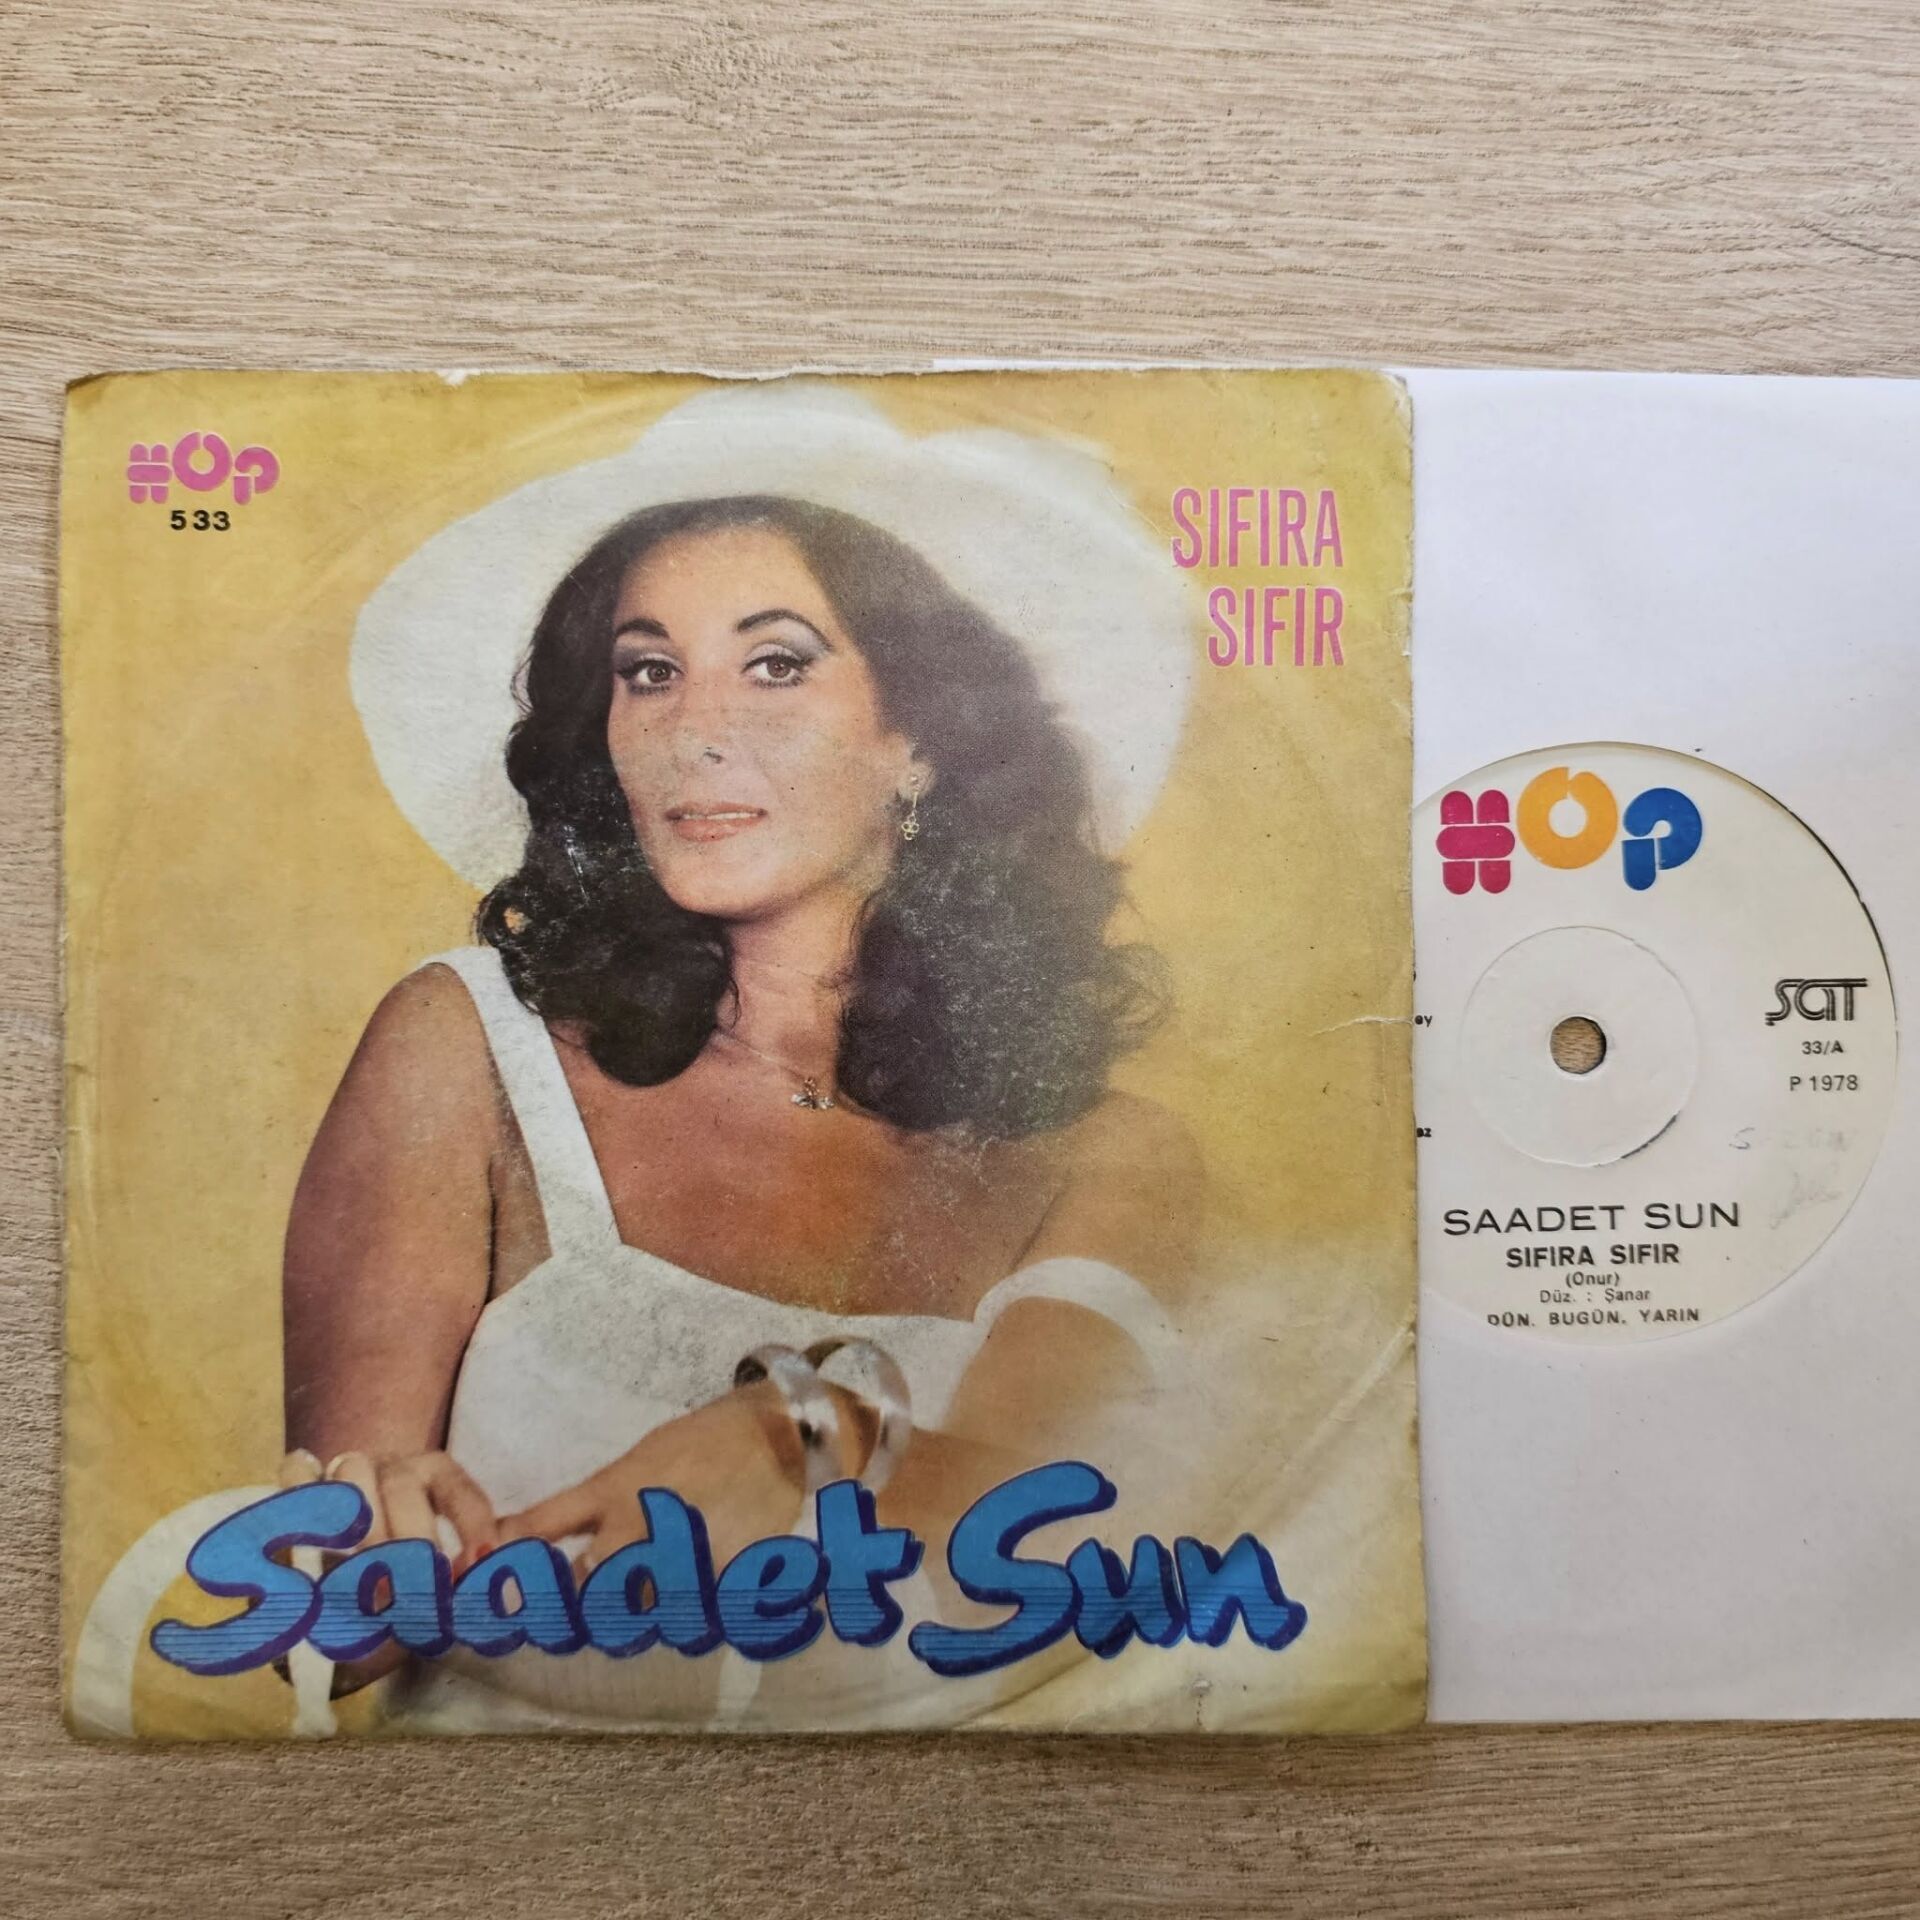 HOP
533
SIFIRA
SIFIR
Saadet Sun
HOP
ŞAT
33/A
P 1978
SAADET SUN
SIFIRA SIFIR
(Onur)
Düz. : Şanar
DÜN, BUGÜN, YARIN